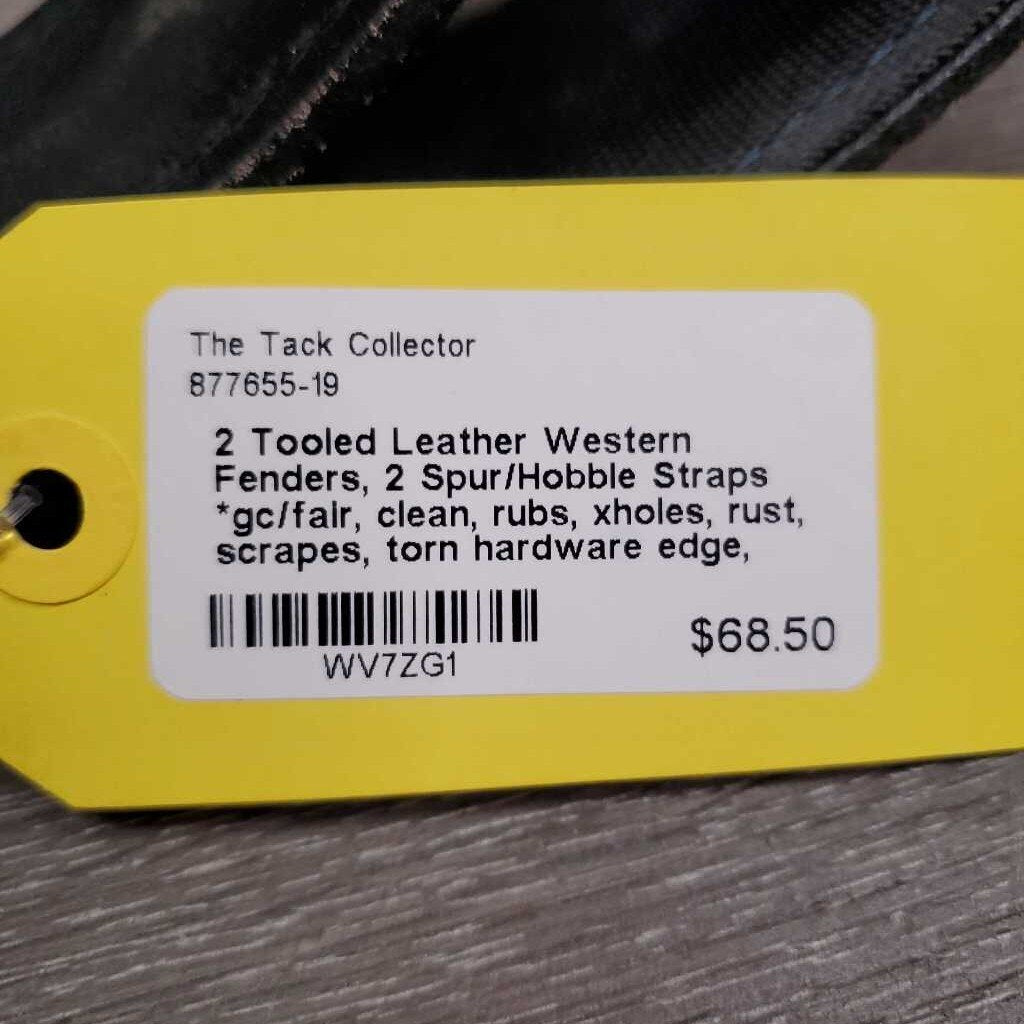 The Tack Collector
877655-19
2 Tooled Leather Western
Fenders, 2 Spur/Hobble Straps
*gc/fair, clean, rubs, xholes, rust,
scrapes, torn hardware edge,
WV7ZG1
$68.50